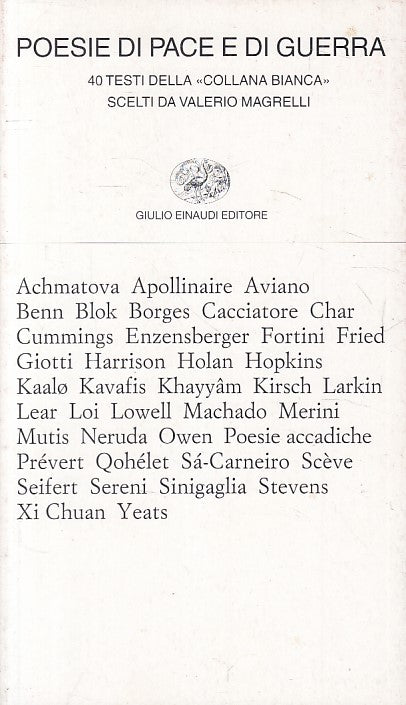 POESIE DI PACE E DI GUERRA
40 TESTI DELLA «COLLANA BIANCA»
SCELTI DA VALERIO MAGRELLI
GIULIO EINAUDI EDITORE
Achmatova Apollinaire Aviano
Benn Blok Borges Cacciatore Char
Cummings Enzensberger Fortini Fried
Giotti Harrison Holan Hopkins
Kaalø Kavafis Khayyâm Kirsch Larkin
Lear Loi Lowell Machado Merini
Mutis Neruda Owen Poesie accadiche
Prévert Qohélet Sá-Carneiro Scève
Seifert Sereni Sinigaglia Stevens
Xi Chuan Yeats